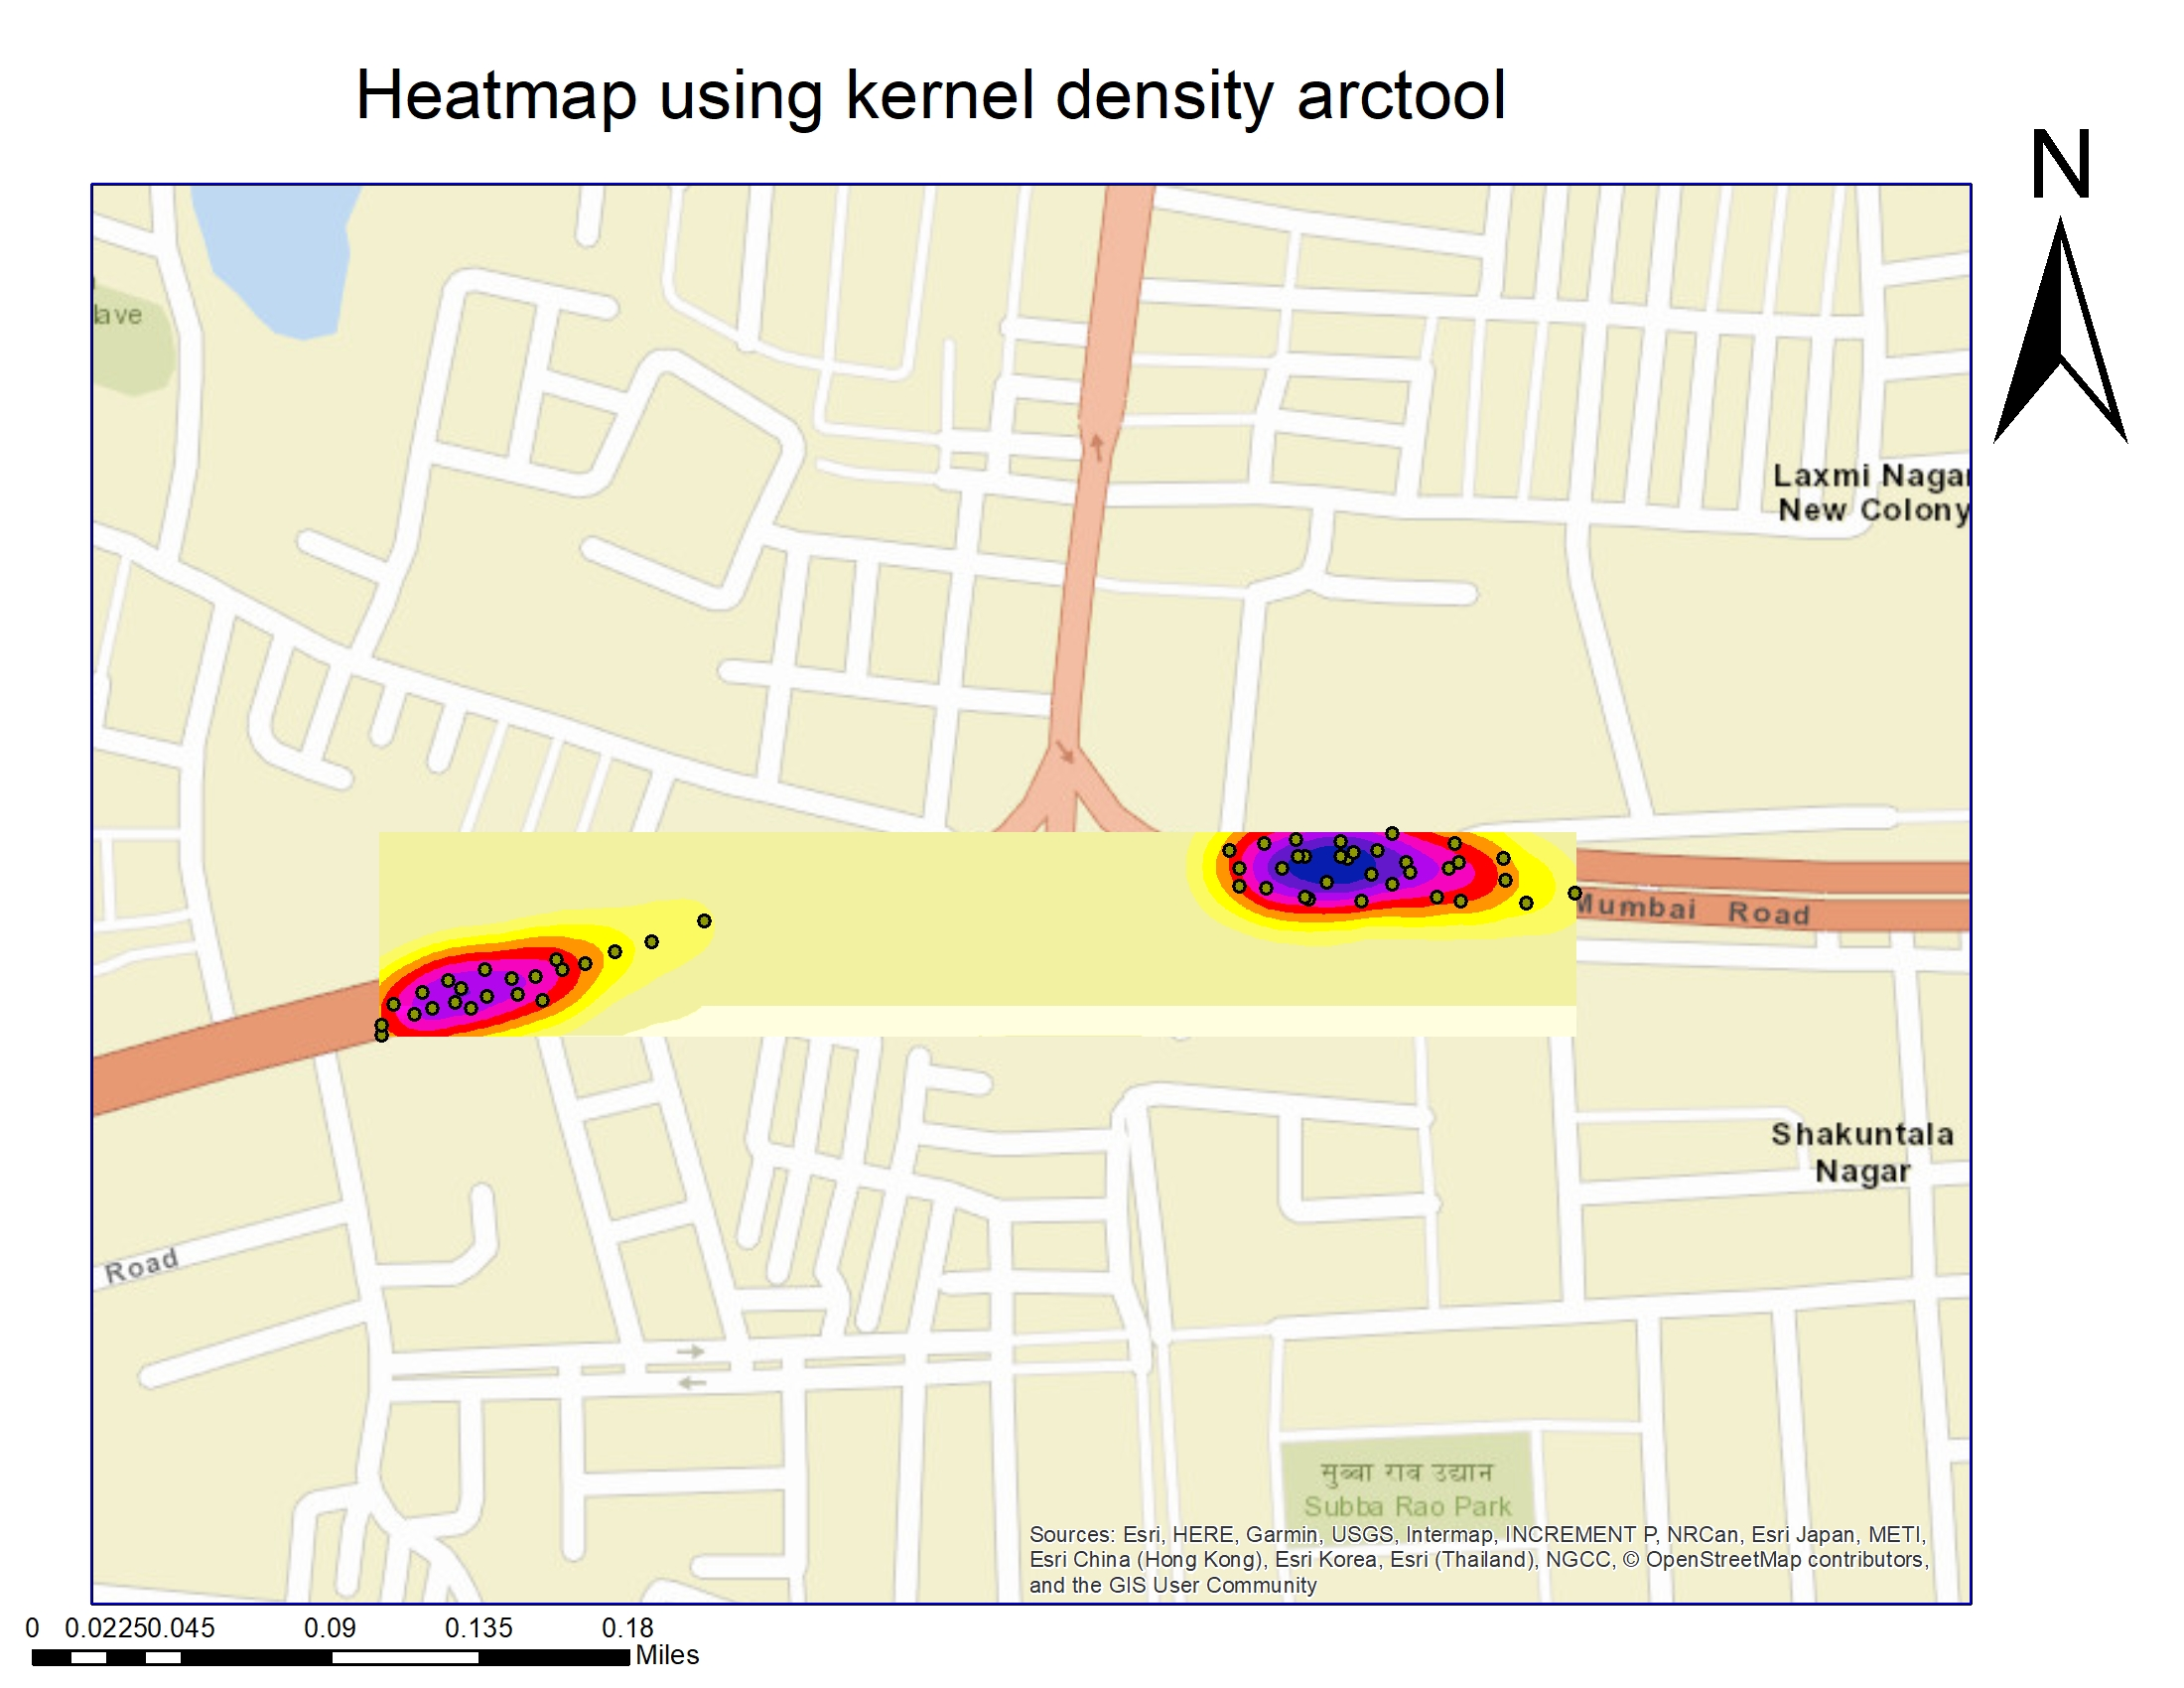 Heatmap using kernel density arctool
N
lave
Laxmi Nagar
New Colony
Mumbai Road
Shakuntala
Nagar
Road
सुब्बा राव उद्यान
Subba Rao Park
Sources: Esri, HERE, Garmin, USGS, Intermap, INCREMENT P, NRCan, Esri Japan, METI,
Esri China (Hong Kong), Esri Korea, Esri (Thailand), NGCC, © OpenStreetMap contributors,
and the GIS User Community
0 0.02250.045 0.09 0.135 0.18
Miles